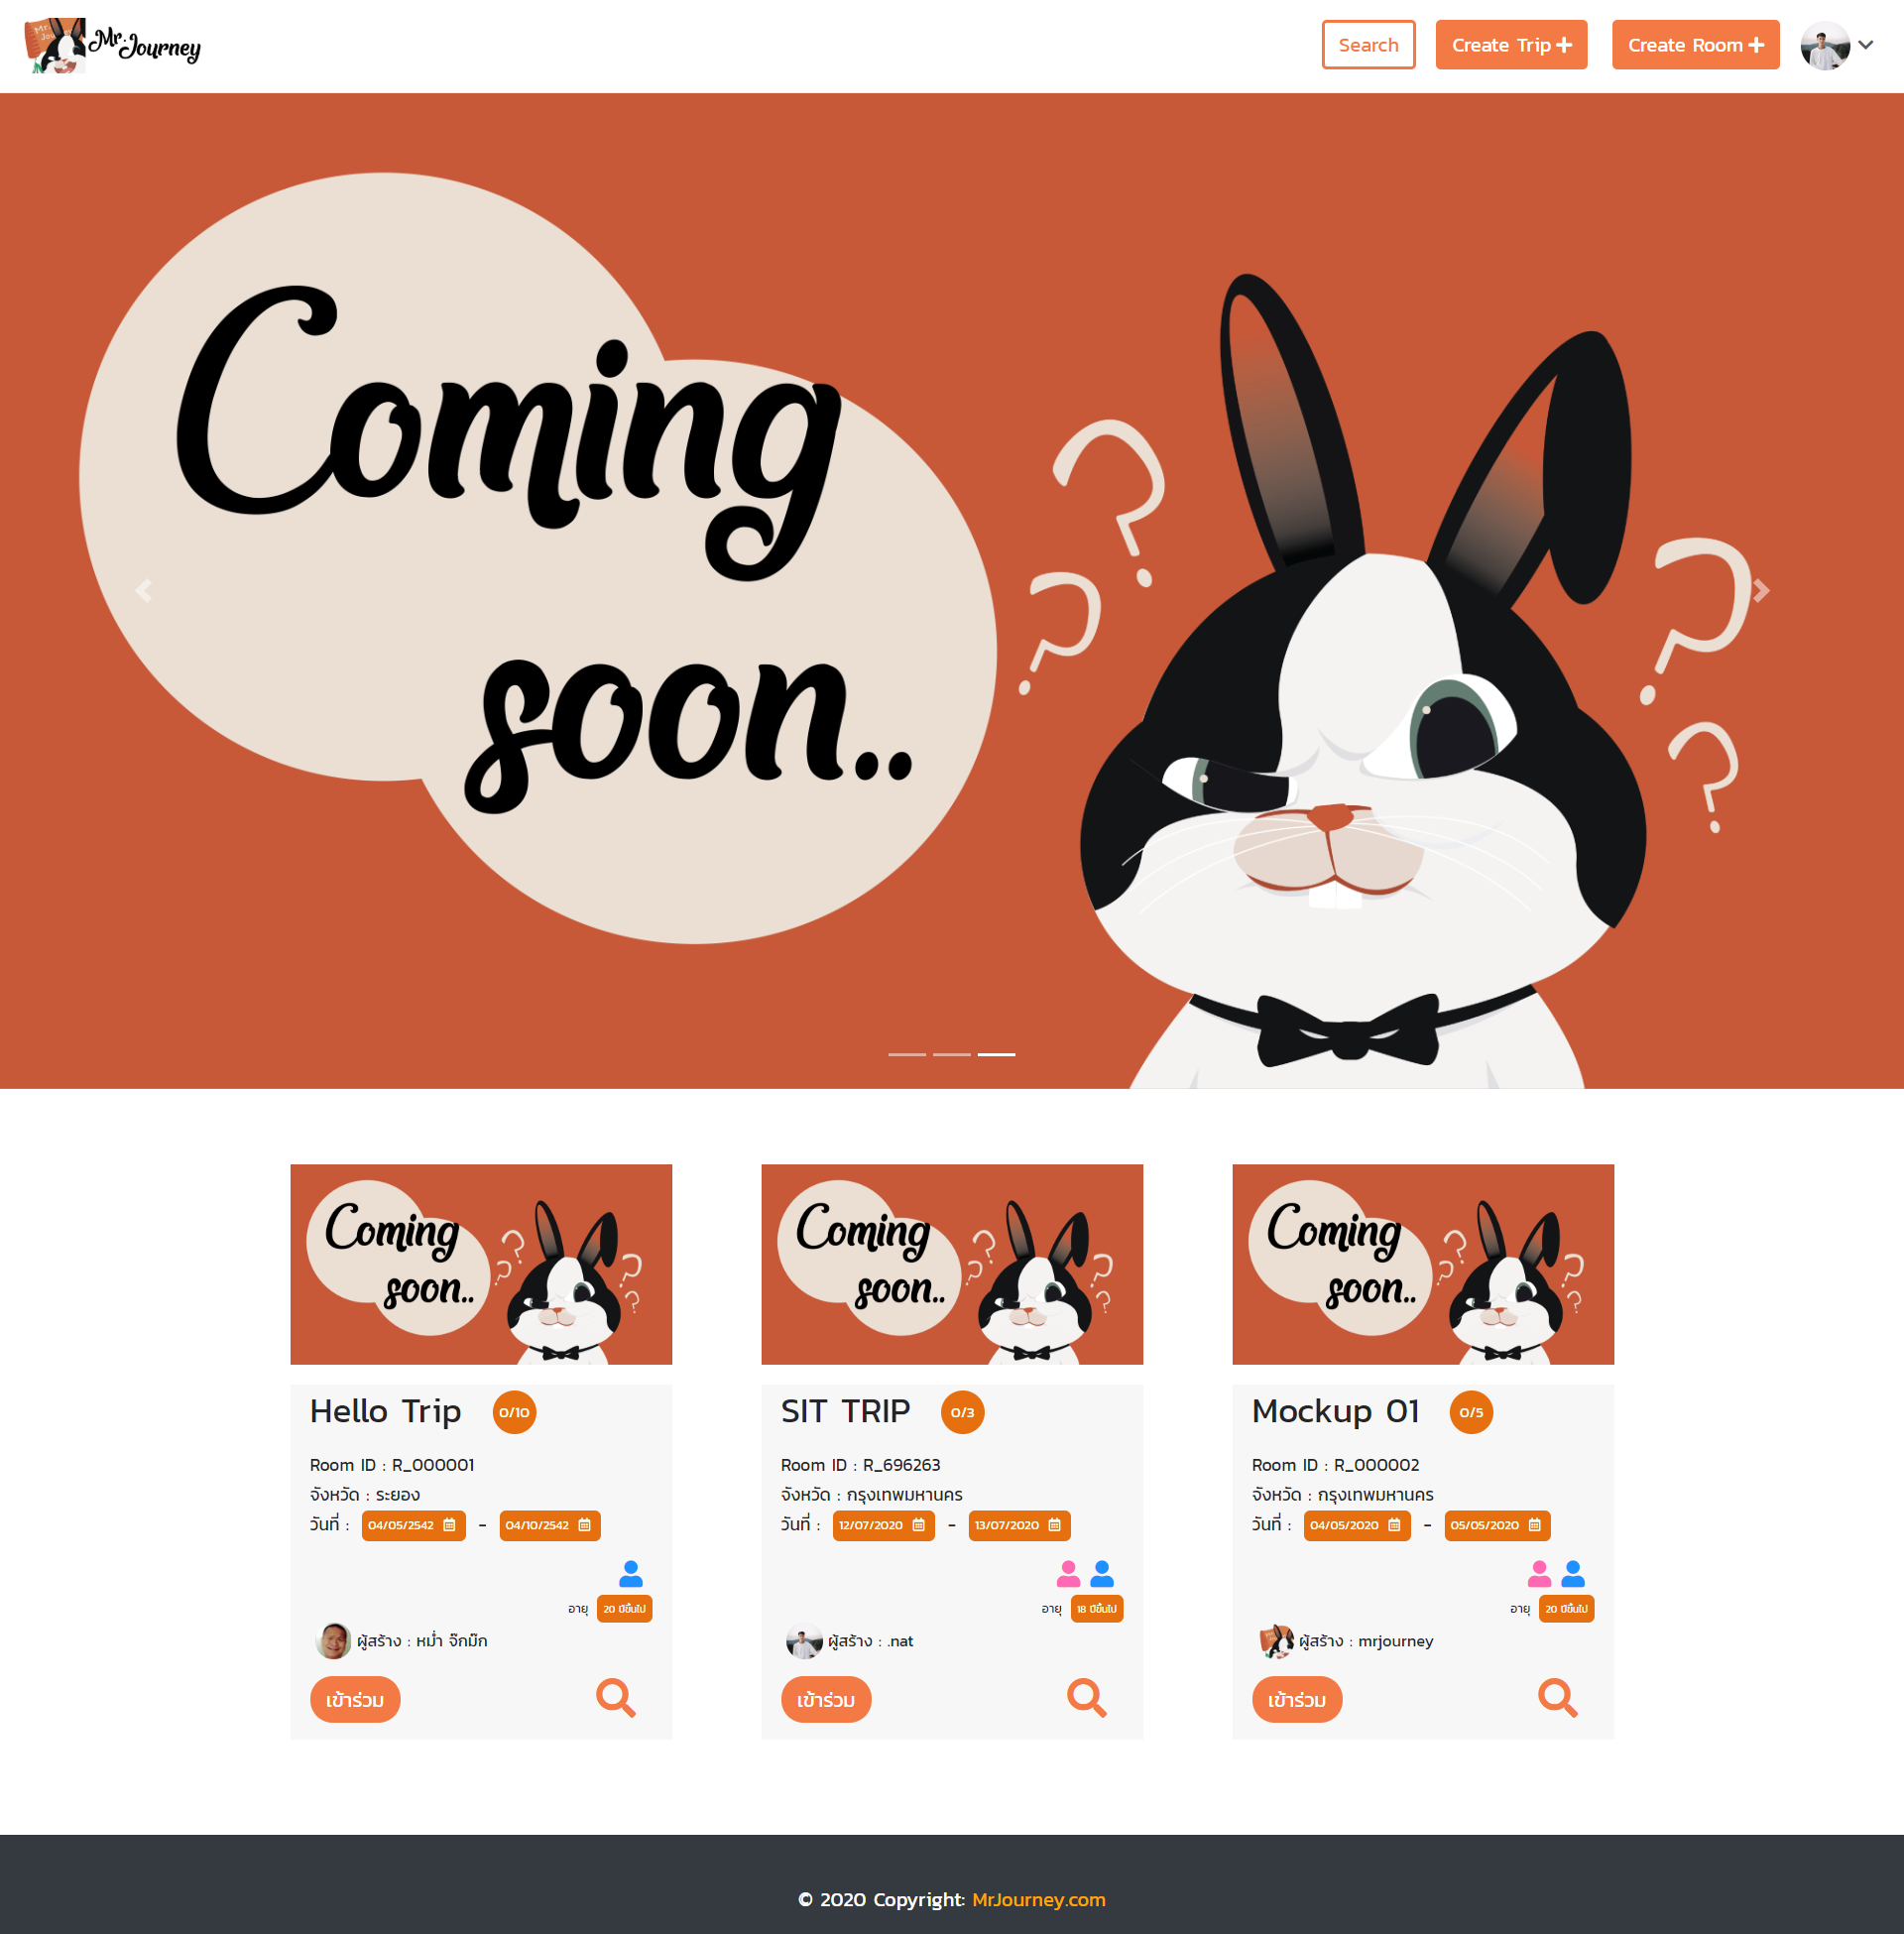 Mr.Journey
Search
Create Trip
Create Room
Coming
soon..
Coming
soon..
Coming
soon..
Coming
soon..
Hello Trip 0/10
Room ID : R_000001
จังหวัด : ระยอง
วันที่ : 04/05/2542 - 04/10/2542
อายุ 20 ปีขึ้นไป
ผู้สร้าง : หม่ำ จ๊กม๊ก
เข้าร่วม
SIT TRIP 0/3
Room ID : R_696263
จังหวัด : กรุงเทพมหานคร
วันที่ : 12/07/2020 - 13/07/2020
อายุ 18 ปีขึ้นไป
ผู้สร้าง : .nat
เข้าร่วม
Mockup 01 0/5
Room ID : R_000002
จังหวัด : กรุงเทพมหานคร
วันที่ : 04/05/2020 - 05/05/2020
อายุ 20 ปีขึ้นไป
ผู้สร้าง : mrjourney
เข้าร่วม
© 2020 Copyright: MrJourney.com